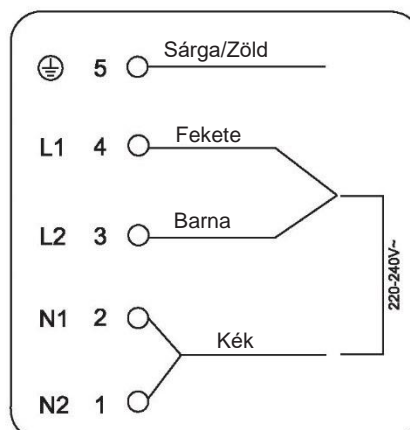 ⏚ 5 Sárga/Zöld
L1 4 Fekete
L2 3 Barna
220-240V~
N1 2
Kék
N2 1